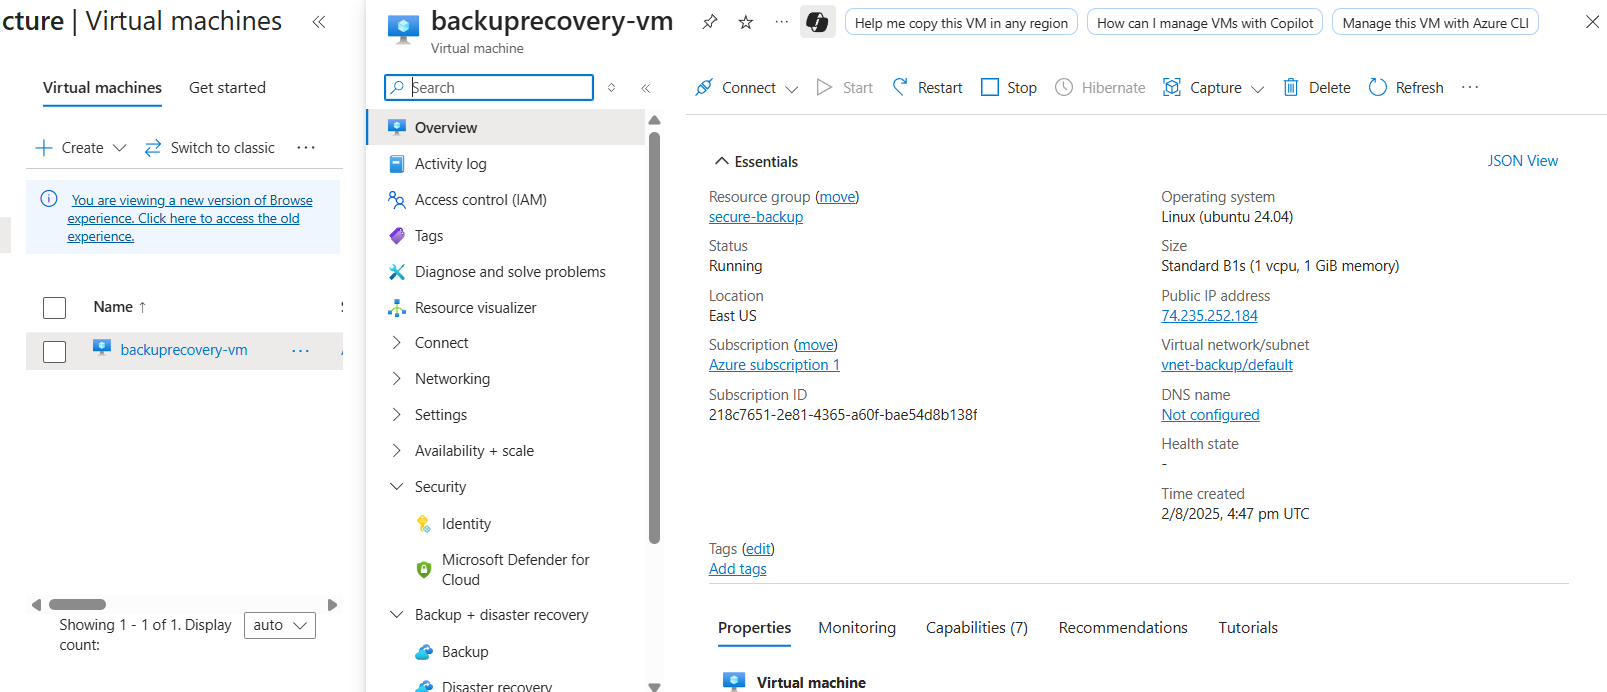 cture | Virtual machines
Virtual machines
Get started
Create
Switch to classic
You are viewing a new version of Browse
experience. Click here to access the old
experience.
Name ↑
backuprecovery-vm
Showing 1 - 1 of 1. Display
count:
auto
backuprecovery-vm
Virtual machine
Help me copy this VM in any region
How can I manage VMs with Copilot
Manage this VM with Azure CLI
Search
Overview
Activity log
Access control (IAM)
Tags
Diagnose and solve problems
Resource visualizer
Connect
Networking
Settings
Availability + scale
Security
Identity
Microsoft Defender for
Cloud
Backup + disaster recovery
Backup
Disaster recovery
Connect
Start
Restart
Stop
Hibernate
Capture
Delete
Refresh
Essentials
JSON View
Resource group (move)
secure-backup
Status
Running
Location
East US
Subscription (move)
Azure subscription 1
Subscription ID
218c7651-2e81-4365-a60f-bae54d8b138f
Operating system
Linux (ubuntu 24.04)
Size
Standard B1s (1 vcpu, 1 GiB memory)
Public IP address
74.235.252.184
Virtual network/subnet
vnet-backup/default
DNS name
Not configured
Health state
-
Time created
2/8/2025, 4:47 pm UTC
Tags (edit)
Add tags
Properties
Monitoring
Capabilities (7)
Recommendations
Tutorials
Virtual machine